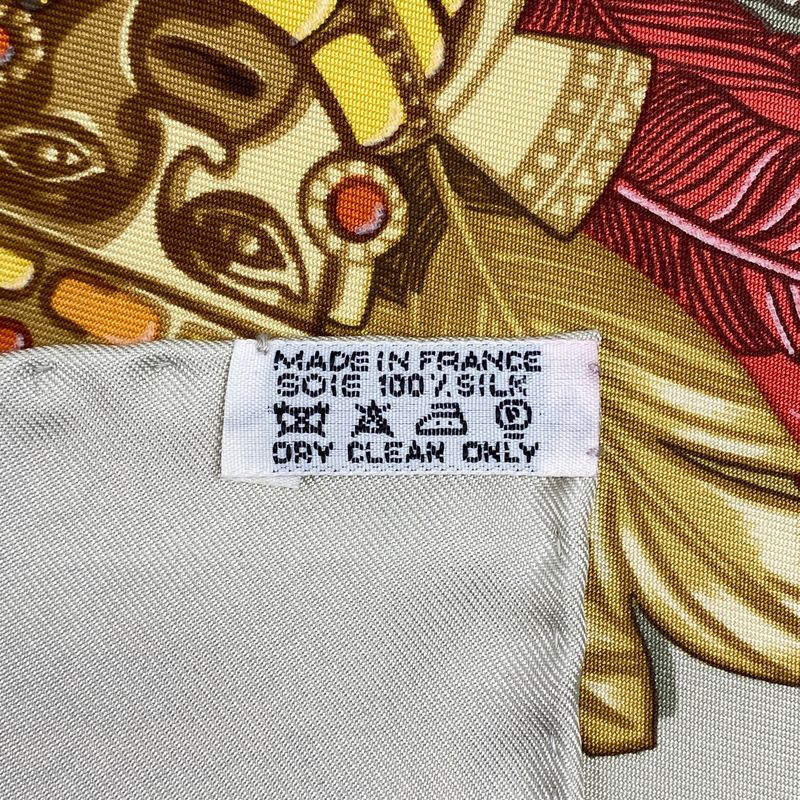 MADE IN FRANCE
SOIE 100% SILK
P
DRY CLEAN ONLY